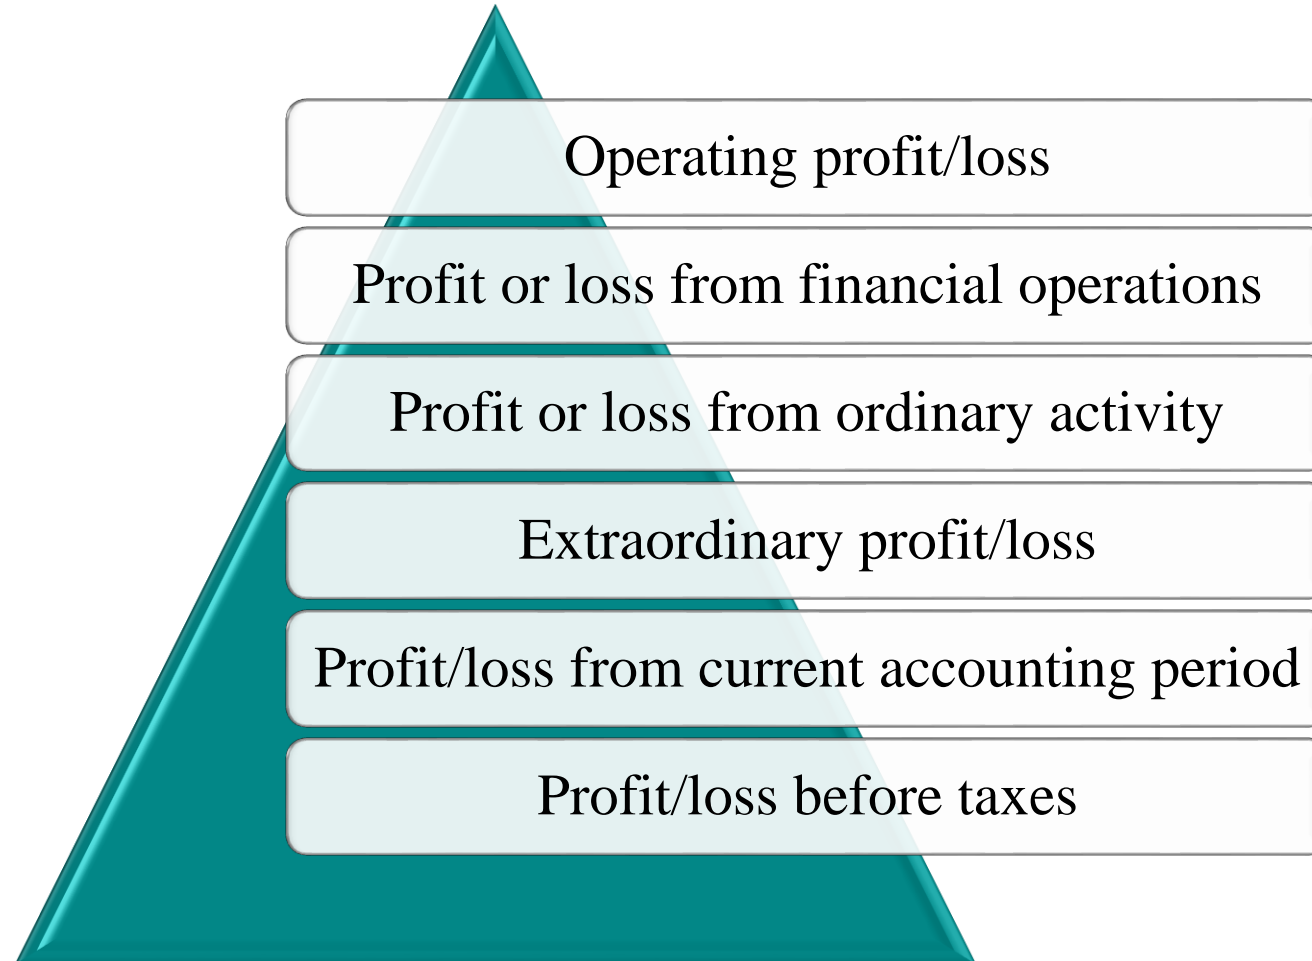 Operating profit/loss
Profit or loss from financial operations
Profit or loss from ordinary activity
Extraordinary profit/loss
Profit/loss from current accounting period
Profit/loss before taxes